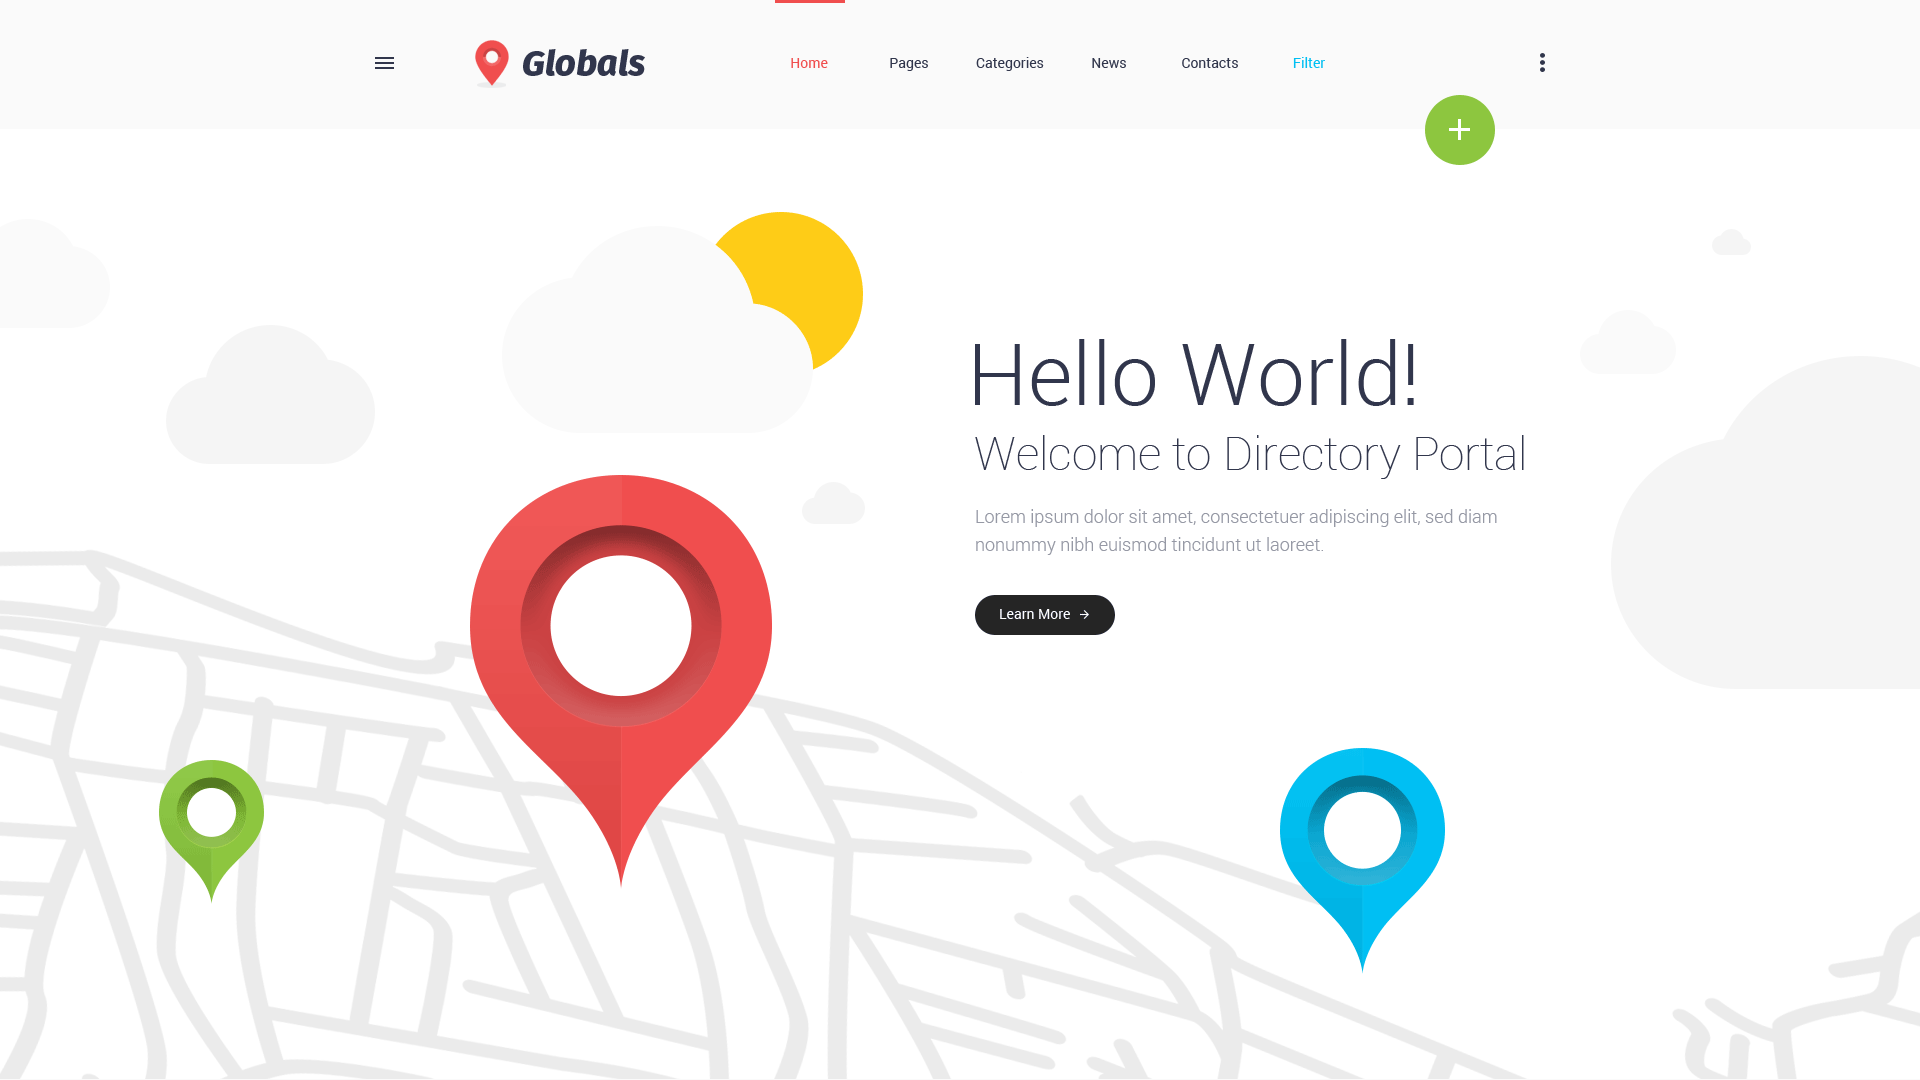 Globals
Home Pages Categories News Contacts Filter
Hello World!
Welcome to Directory Portal
Lorem ipsum dolor sit amet, consectetuer adipiscing elit, sed diam
nonummy nibh euismod tincidunt ut laoreet.
Learn More